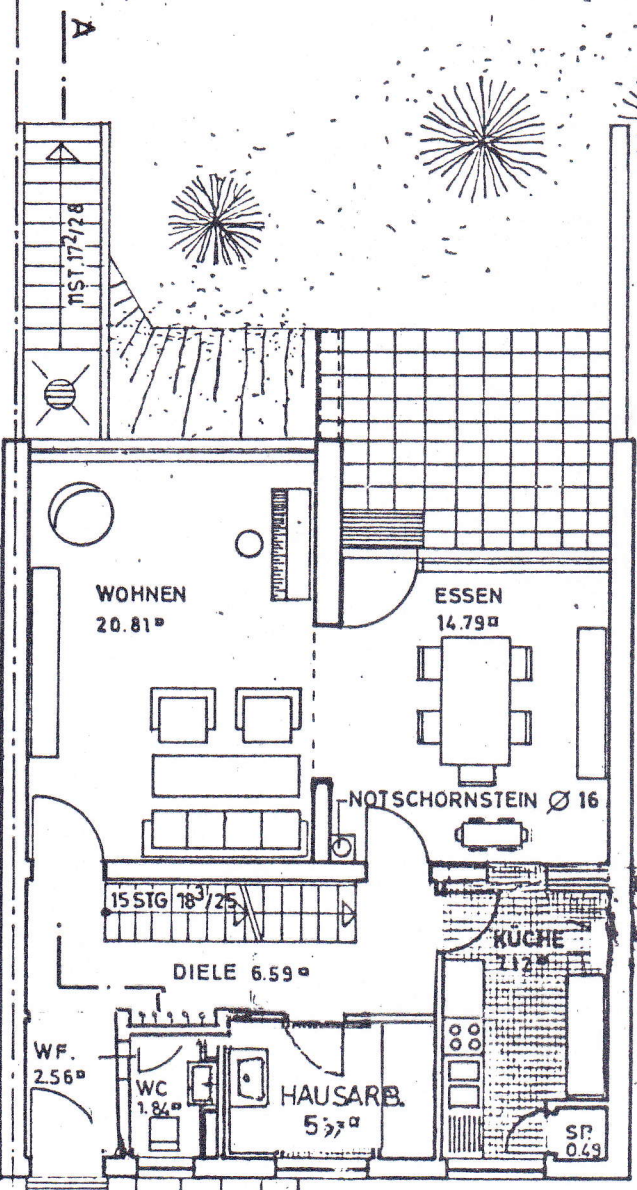 A
11ST. 17²/28
WOHNEN
20.81¤
ESSEN
14.79¤
NOTSCHORNSTEIN Ø 16
15 STG 18³/25
KÜCHE
DIELE 6.59¤
WF.
2.56¤
WC
1.84¤
HAUSARB.
SP.
0.49